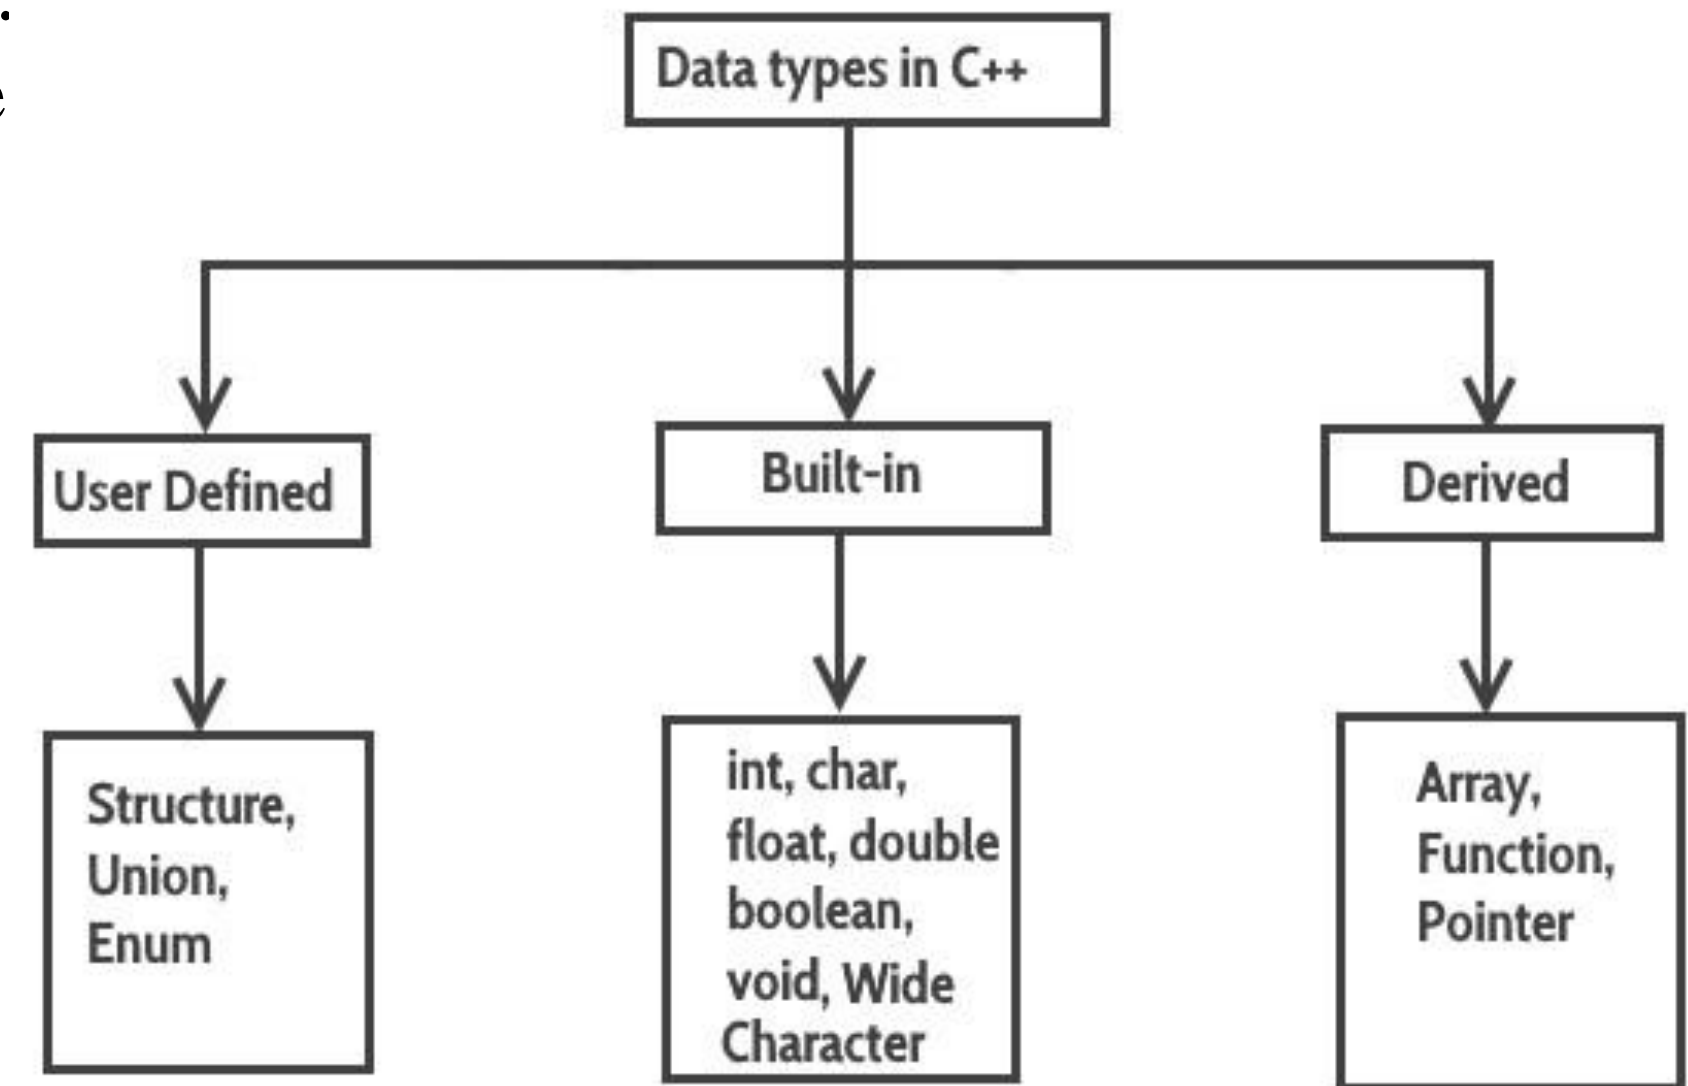 Data types in C++
User Defined
Built-in
Derived
Structure,
Union,
Enum
int, char,
float, double
boolean,
void, Wide
Character
Array,
Function,
Pointer